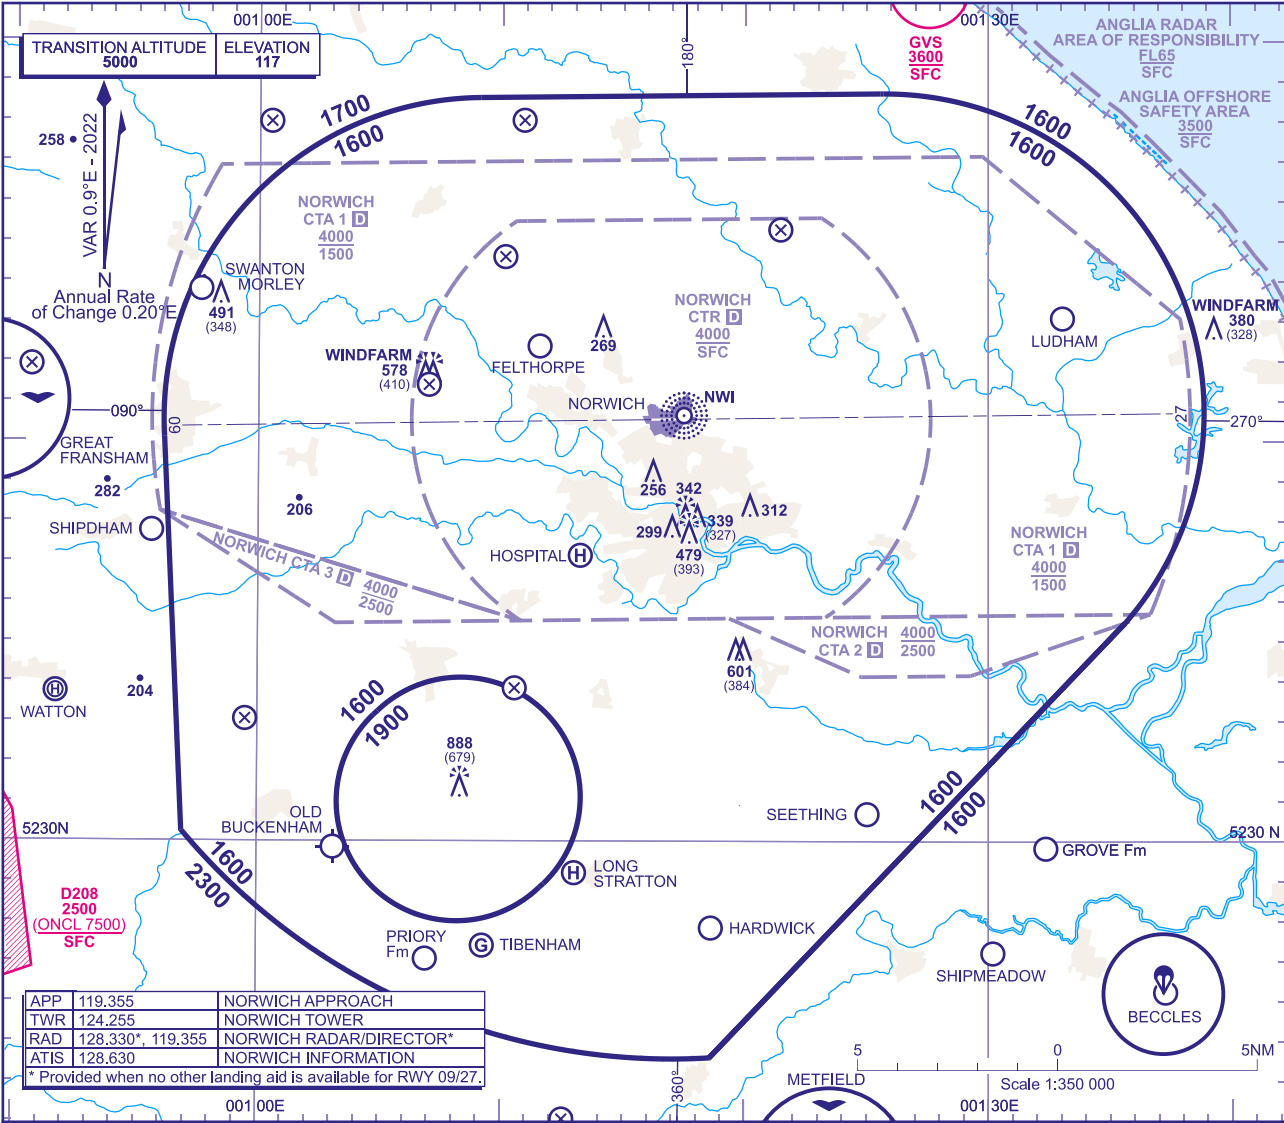 001 00E
001 30E
TRANSITION ALTITUDE
5000
ELEVATION
117
180°
GVS
3600
SFC
ANGLIA RADAR
AREA OF RESPONSIBILITY
FL65
SFC
ANGLIA OFFSHORE
SAFETY AREA
3500
SFC
258
VAR 0.9°E - 2022
N
Annual Rate
of Change 0.20°E
1700
1600
1600
1600
NORWICH
CTA 1 D
4000
1500
SWANTON
MORLEY
491
(348)
NORWICH
CTR D
4000
SFC
WINDFARM
578
(410)
269
FELTHORPE
LUDHAM
WINDFARM
380
(328)
NORWICH
NWI
090°
60
27
270°
GREAT
FRANSHAM
282
206
SHIPDHAM
256
342
312
299
339
(327)
479
(393)
HOSPITAL H
NORWICH
CTA 1 D
4000
1500
NORWICH CTA 3 D
4000
2500
NORWICH
CTA 2 D
4000
2500
601
(384)
204
H
WATTON
1600
1900
888
(679)
OLD
BUCKENHAM
SEETHING
1600
1600
5230N
5230 N
GROVE Fm
1600
2300
H LONG
STRATTON
D208
2500
(ONCL 7500)
SFC
PRIORY
Fm
G TIBENHAM
HARDWICK
SHIPMEADOW
BECCLES
APP 119.355 NORWICH APPROACH
TWR 124.255 NORWICH TOWER
RAD 128.330*, 119.355 NORWICH RADAR/DIRECTOR*
ATIS 128.630 NORWICH INFORMATION
* Provided when no other landing aid is available for RWY 09/27.
360°
5 0 5NM
Scale 1:350 000
METFIELD
001 00E
001 30E